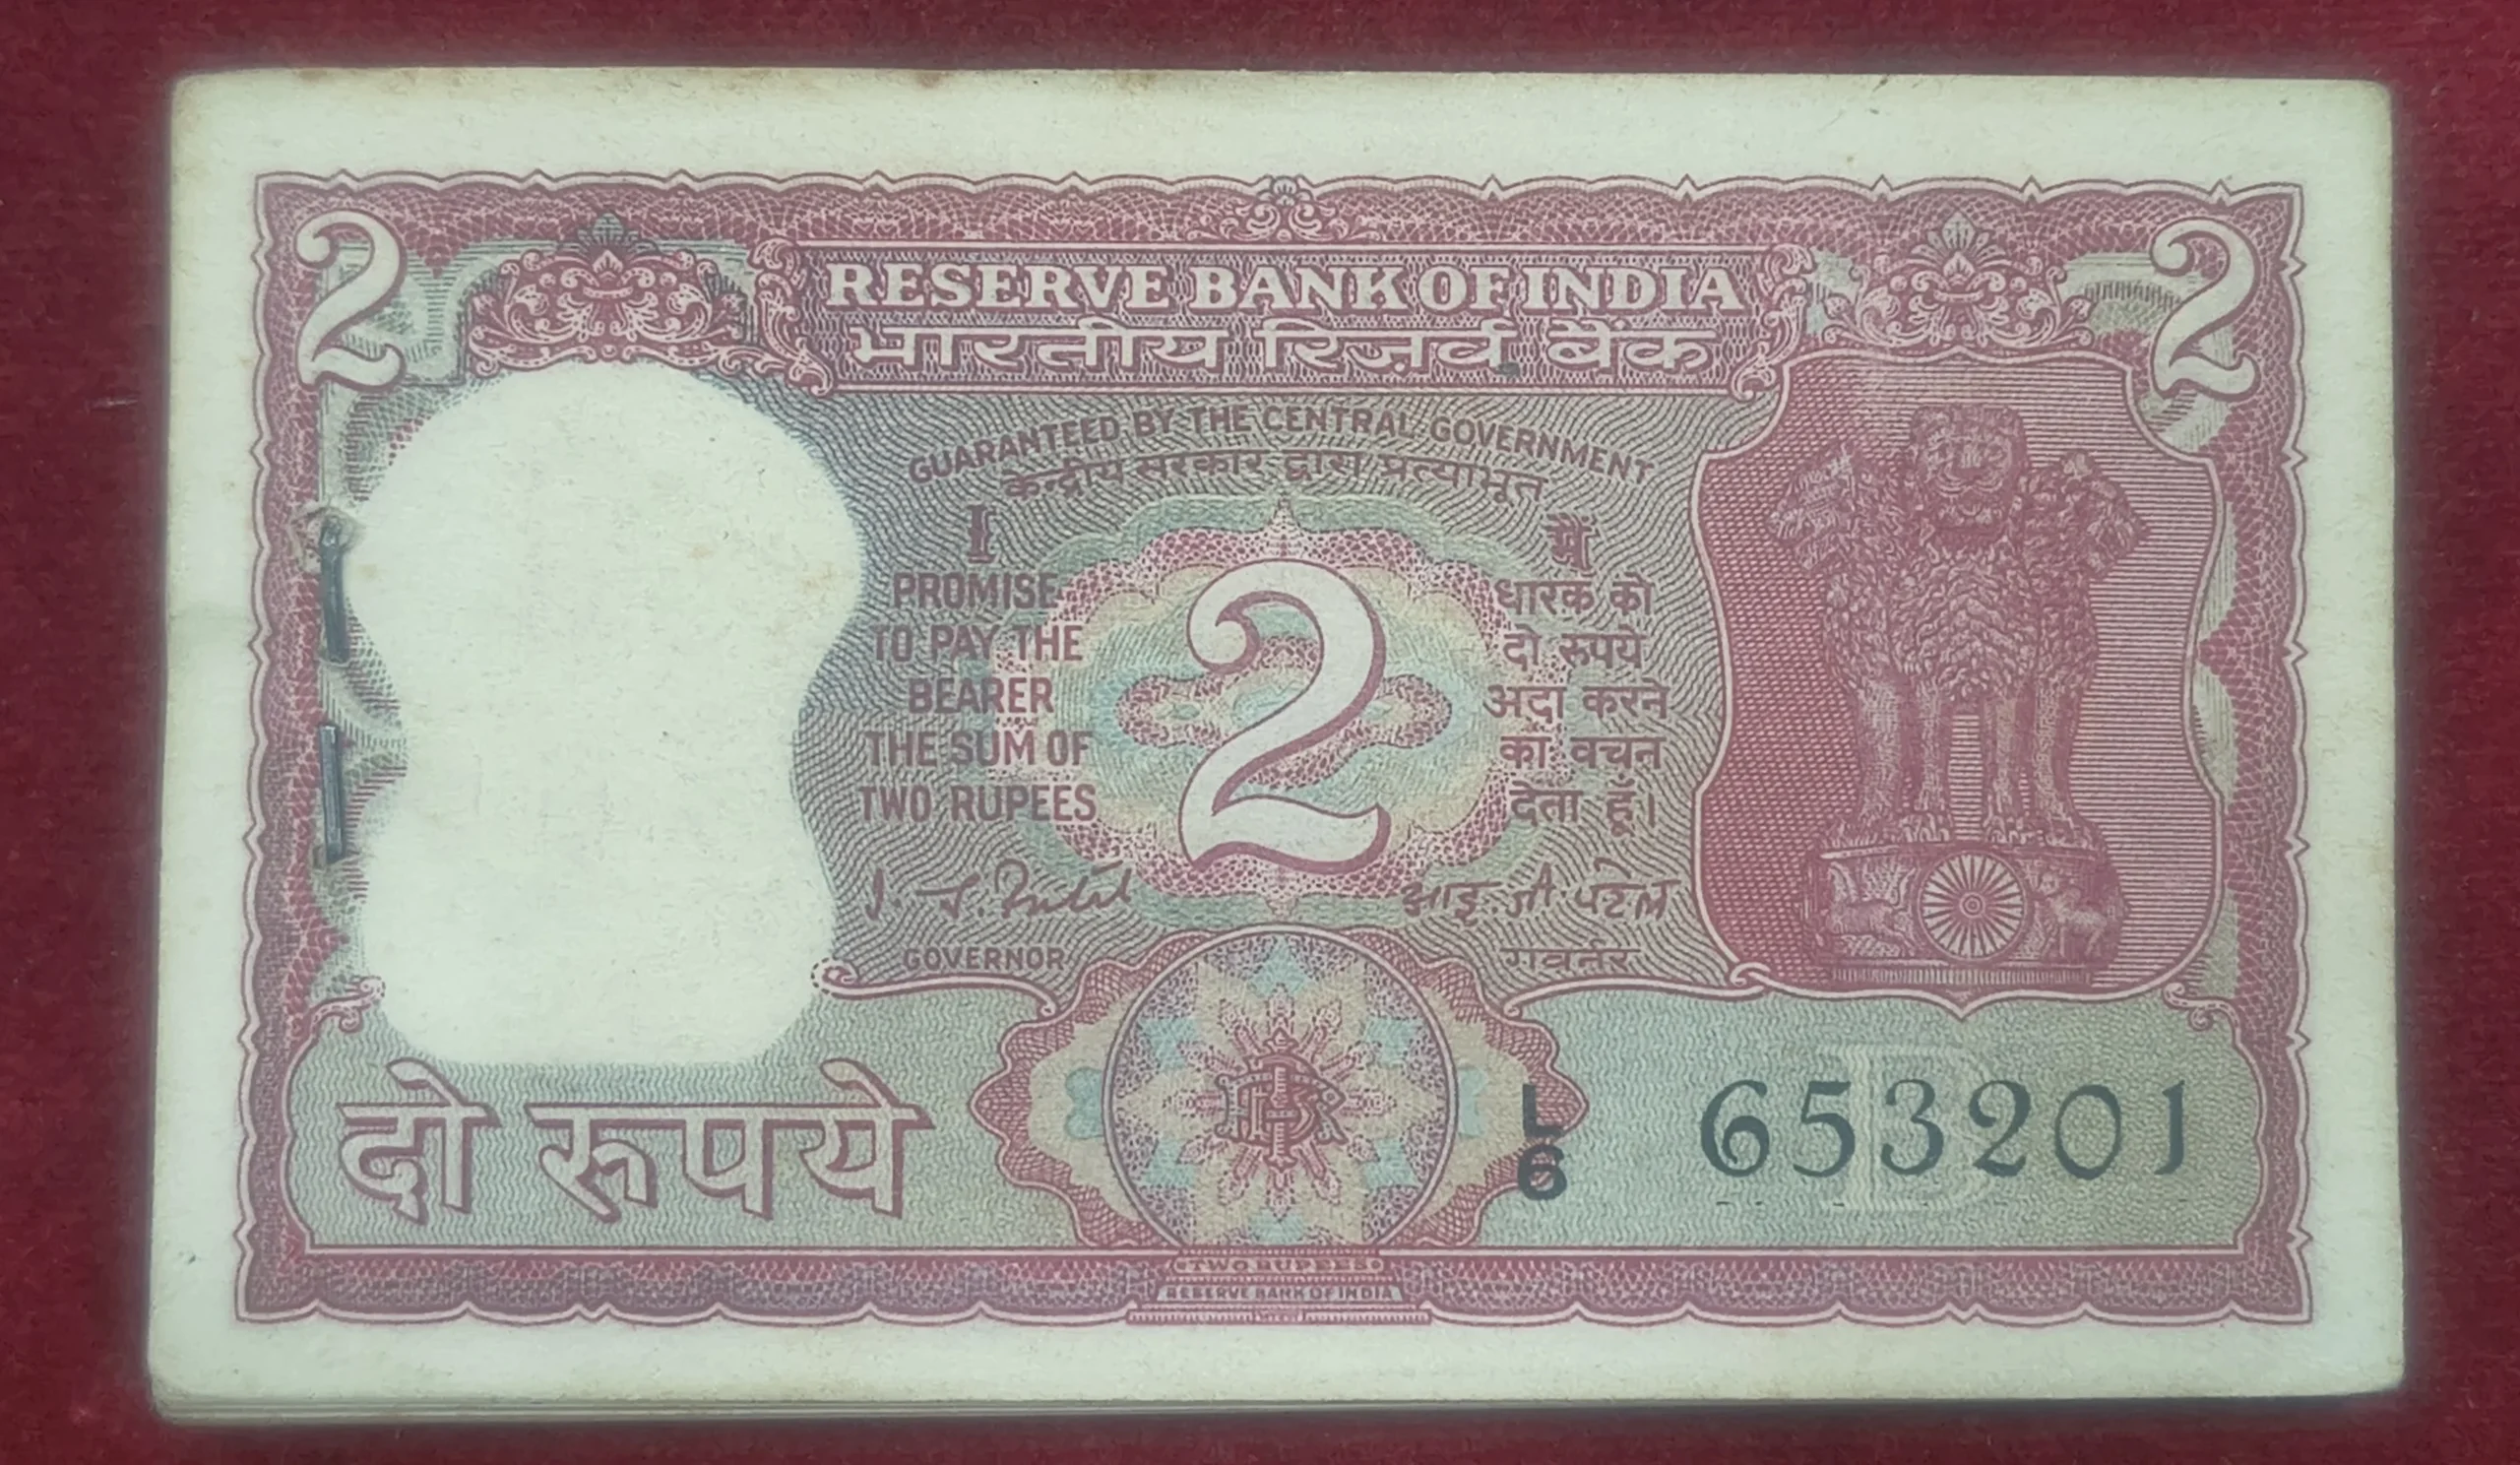 2 2
RESERVE BANK OF INDIA
भारतीय रिज़र्व बैंक
GUARANTEED BY THE CENTRAL GOVERNMENT
केन्द्रीय सरकार द्वारा प्रत्याभूत
I
PROMISE
TO PAY THE
BEARER
THE SUM OF
TWO RUPEES
2
मैं
धारक को
दो रुपये
अदा करने
का वचन
देता हूँ।
I. G. Patel
आइ. जी पटेल
GOVERNOR
गवर्नर
दो रुपये
L
6
653201
B
TWO RUPEES
RESERVE BANK OF INDIA